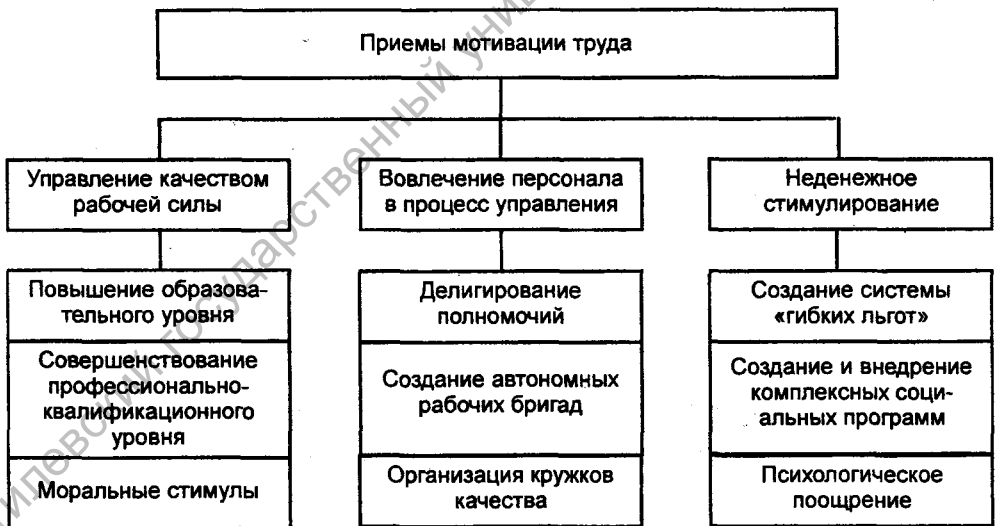 Приемы мотивации труда
Управление качеством
рабочей силы
Повышение образова-
тельного уровня
Совершенствование
профессионально-
квалификационного
уровня
Моральные стимулы
Вовлечение персонала
в процесс управления
Делигирование
полномочий
Создание автономных
рабочих бригад
Организация кружков
качества
Неденежное
стимулирование
Создание системы
«гибких льгот»
Создание и внедрение
комплексных соци-
альных программ
Психологическое
поощрение
государственный